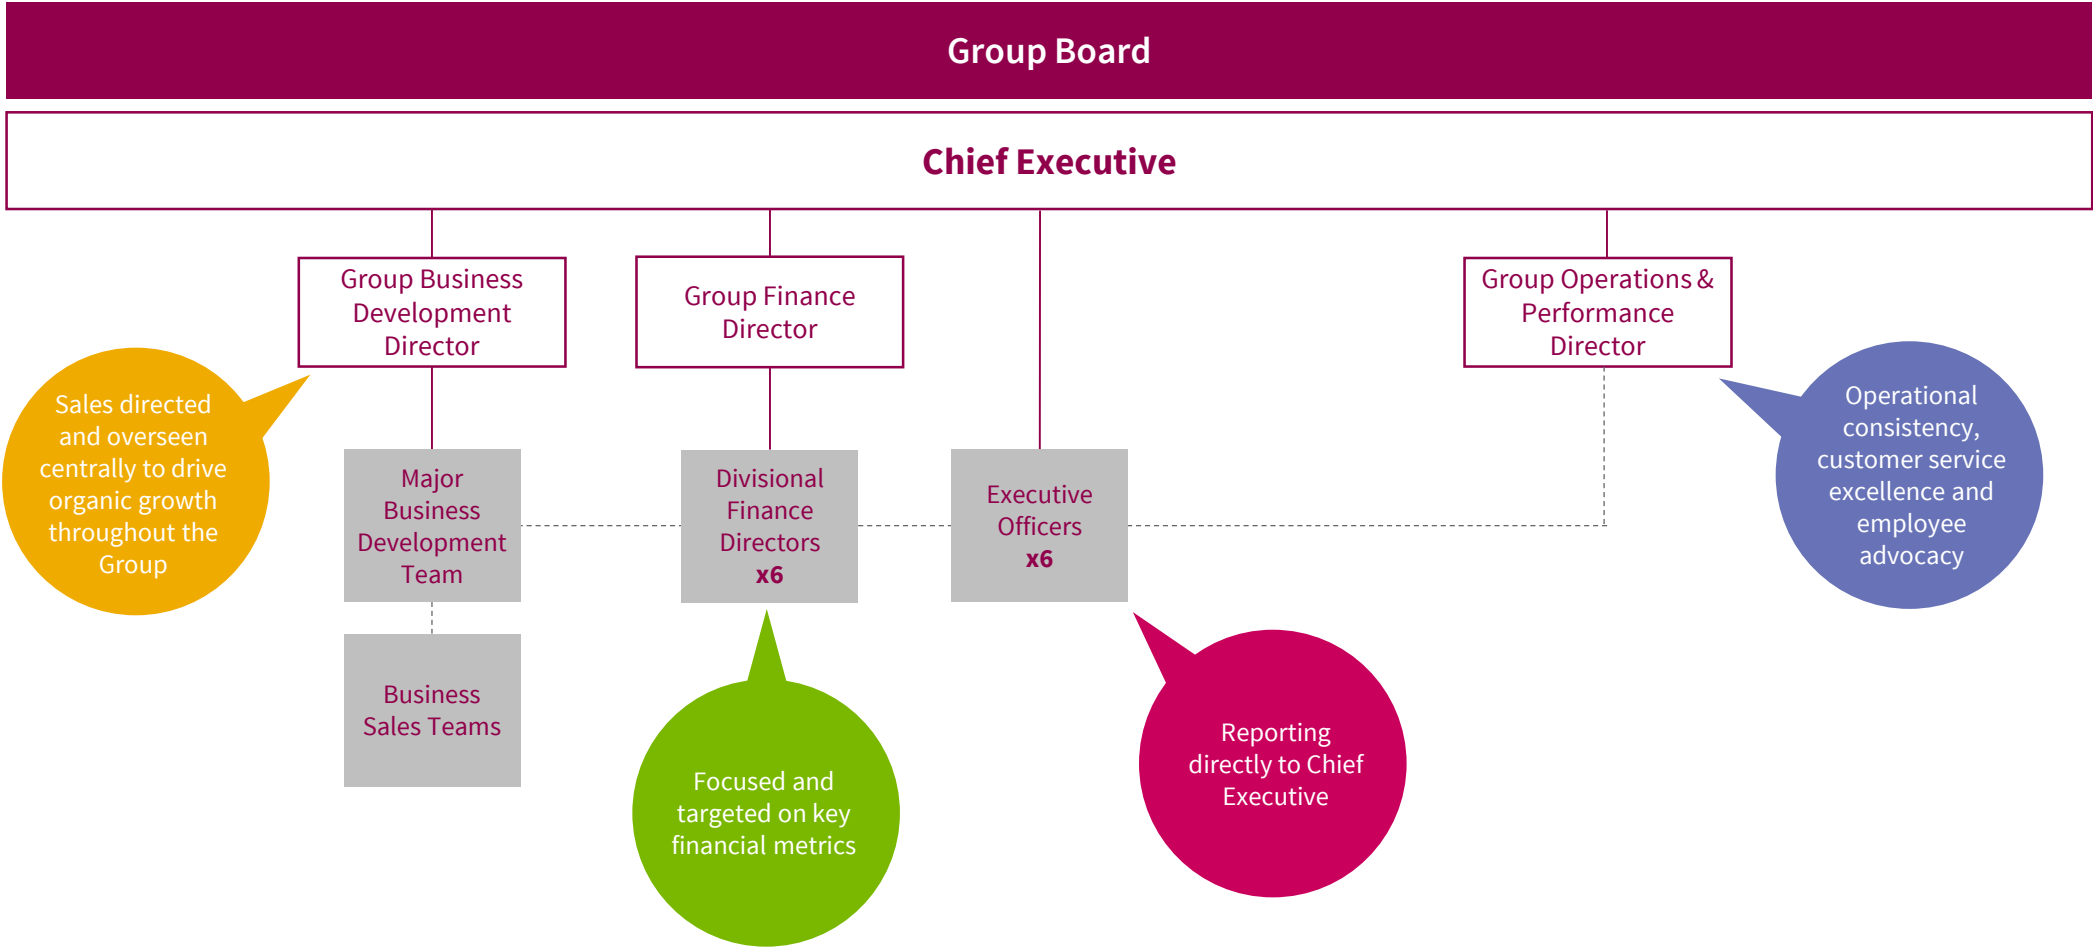 Group Board
Chief Executive
Group Business
Development
Director
Group Finance
Director
Group Operations &
Performance
Director
Sales directed
and overseen
centrally to drive
organic growth
throughout the
Group
Major
Business
Development
Team
Divisional
Finance
Directors
x6
Executive
Officers
x6
Operational
consistency,
customer service
excellence and
employee
advocacy
Business
Sales Teams
Focused and
targeted on key
financial metrics
Reporting
directly to Chief
Executive